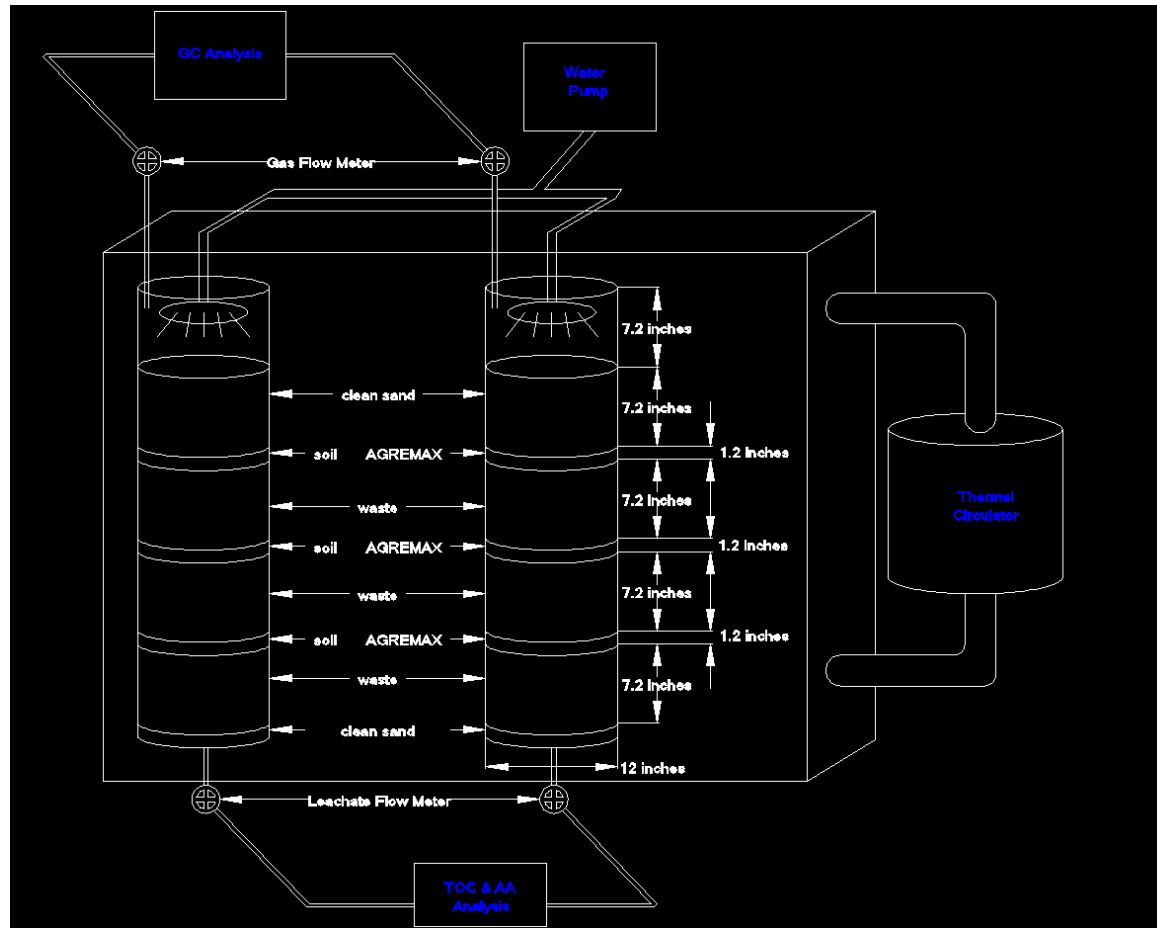 GC Analysis
Water
Pump
Gas Flow Meter
7.2 inches
clean sand
7.2 inches
soil AGREMAX
1.2 inches
waste
7.2 inches
Thermal
Circulator
soil AGREMAX
1.2 inches
waste
7.2 inches
soil AGREMAX
1.2 inches
waste
7.2 inches
clean sand
12 inches
Leachate Flow Meter
TOC & AA
Analysis